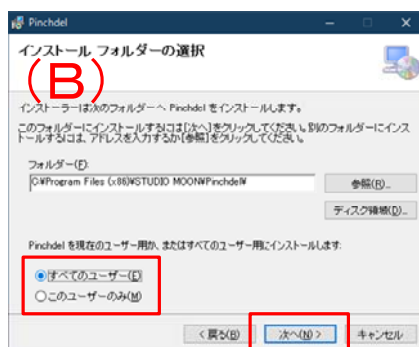 Pinchdel
インストール フォルダーの選択
(B)
インストーラーは次のフォルダーへ Pinchdel をインストールします。
このフォルダーにインストールするには[次へ]をクリックしてください。別のフォルダーにインス
トールするには、アドレスを入力するか[参照]をクリックしてください。
フォルダー(F):
C:¥Program Files (x86)¥STUDIO MOON¥Pinchdel¥
参照(R)...
ディスク領域(D)...
Pinchdel を現在のユーザー用か、またはすべてのユーザー用にインストールします:
すべてのユーザー(E)
このユーザーのみ(M)
< 戻る(B)
次へ(N) >
キャンセル